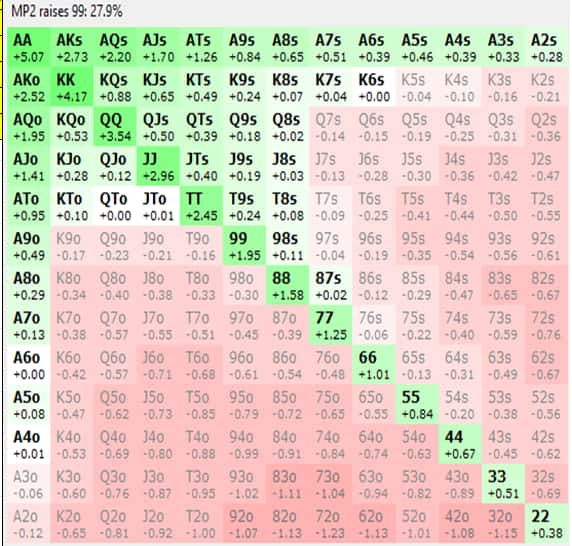 MP2 raises 99: 27.9%
AA AKs AQs AJs ATs A9s A8s A7s A6s A5s A4s A3s A2s
+5.07 +2.73 +2.20 +1.70 +1.26 +0.84 +0.65 +0.51 +0.39 +0.46 +0.39 +0.33 +0.28
AKo KK KQs KJs KTs K9s K8s K7s K6s K5s K4s K3s K2s
+2.52 +4.17 +0.88 +0.65 +0.49 +0.24 +0.07 +0.04 +0.00 -0.04 -0.10 -0.16 -0.21
AQo KQo QQ QJs QTs Q9s Q8s Q7s Q6s Q5s Q4s Q3s Q2s
+1.95 +0.53 +3.54 +0.50 +0.39 +0.18 +0.02 -0.14 -0.15 -0.19 -0.25 -0.31 -0.36
AJo KJo QJo JJ JTs J9s J8s J7s J6s J5s J4s J3s J2s
+1.41 +0.28 +0.12 +2.96 +0.40 +0.19 +0.03 -0.13 -0.28 -0.30 -0.36 -0.42 -0.47
ATo KTo QTo JTo TT T9s T8s T7s T6s T5s T4s T3s T2s
+0.95 +0.10 +0.00 +0.01 +2.45 +0.24 +0.08 -0.09 -0.25 -0.41 -0.44 -0.50 -0.55
A9o K9o Q9o J9o T9o 99 98s 97s 96s 95s 94s 93s 92s
+0.49 -0.17 -0.23 -0.21 -0.16 +1.95 +0.11 -0.04 -0.19 -0.35 -0.54 -0.56 -0.61
A8o K8o Q8o J8o T8o 98o 88 87s 86s 85s 84s 83s 82s
+0.29 -0.34 -0.40 -0.38 -0.33 -0.30 +1.58 +0.02 -0.12 -0.29 -0.47 -0.65 -0.67
A7o K7o Q7o J7o T7o 97o 87o 77 76s 75s 74s 73s 72s
+0.13 -0.38 -0.57 -0.55 -0.51 -0.45 -0.39 +1.25 -0.06 -0.22 -0.40 -0.59 -0.76
A6o K6o Q6o J6o T6o 96o 86o 76o 66 65s 64s 63s 62s
+0.00 -0.42 -0.57 -0.71 -0.68 -0.61 -0.54 -0.48 +1.01 -0.13 -0.31 -0.49 -0.67
A5o K5o Q5o J5o T5o 95o 85o 75o 65o 55 54s 53s 52s
+0.08 -0.47 -0.62 -0.73 -0.85 -0.79 -0.72 -0.65 -0.55 +0.84 -0.20 -0.38 -0.56
A4o K4o Q4o J4o T4o 94o 84o 74o 64o 54o 44 43s 42s
+0.01 -0.53 -0.69 -0.80 -0.88 -0.99 -0.91 -0.84 -0.74 -0.63 +0.67 -0.45 -0.62
A3o K3o Q3o J3o T3o 93o 83o 73o 63o 53o 43o 33 32s
-0.06 -0.60 -0.76 -0.87 -0.95 -1.02 -1.11 -1.04 -0.94 -0.82 -0.89 +0.51 -0.69
A2o K2o Q2o J2o T2o 92o 82o 72o 62o 52o 42o 32o 22
-0.12 -0.65 -0.81 -0.92 -1.00 -1.07 -1.13 -1.23 -1.13 -1.01 -1.08 -1.15 +0.38